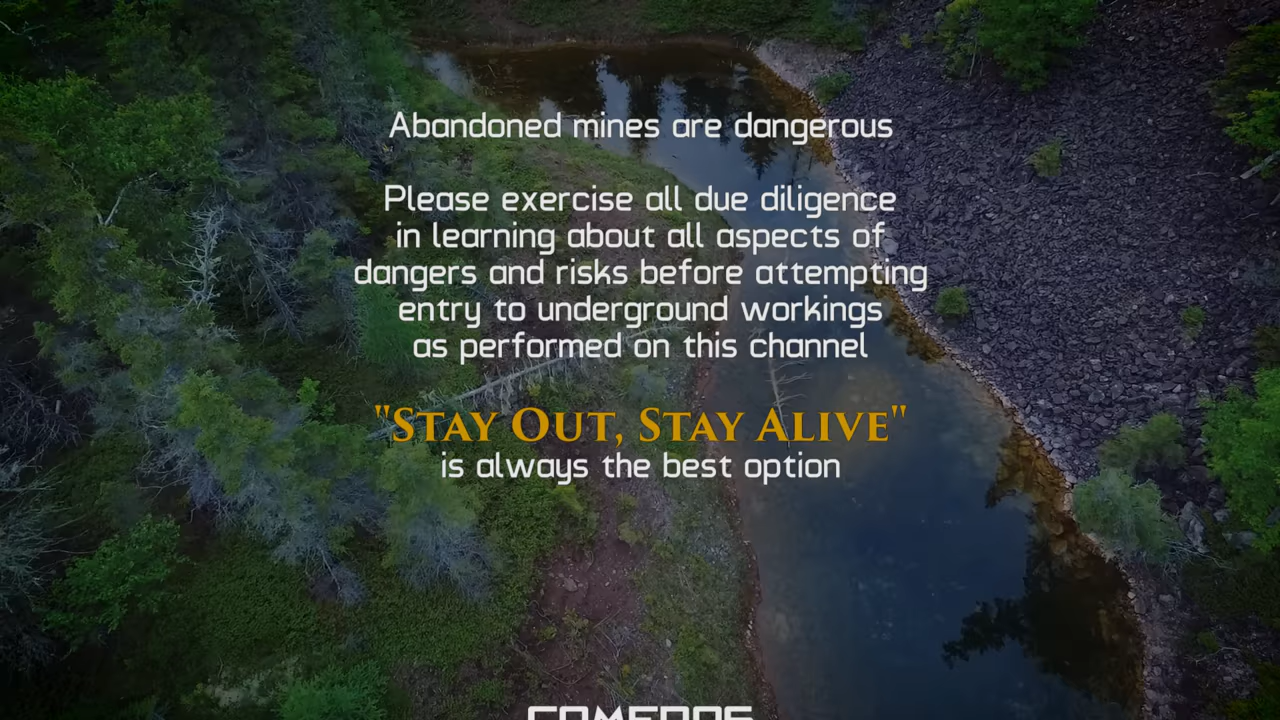 Abandoned mines are dangerous
Please exercise all due diligence
in learning about all aspects of
dangers and risks before attempting
entry to underground workings
as performed on this channel
"Stay Out, Stay Alive"
is always the best option